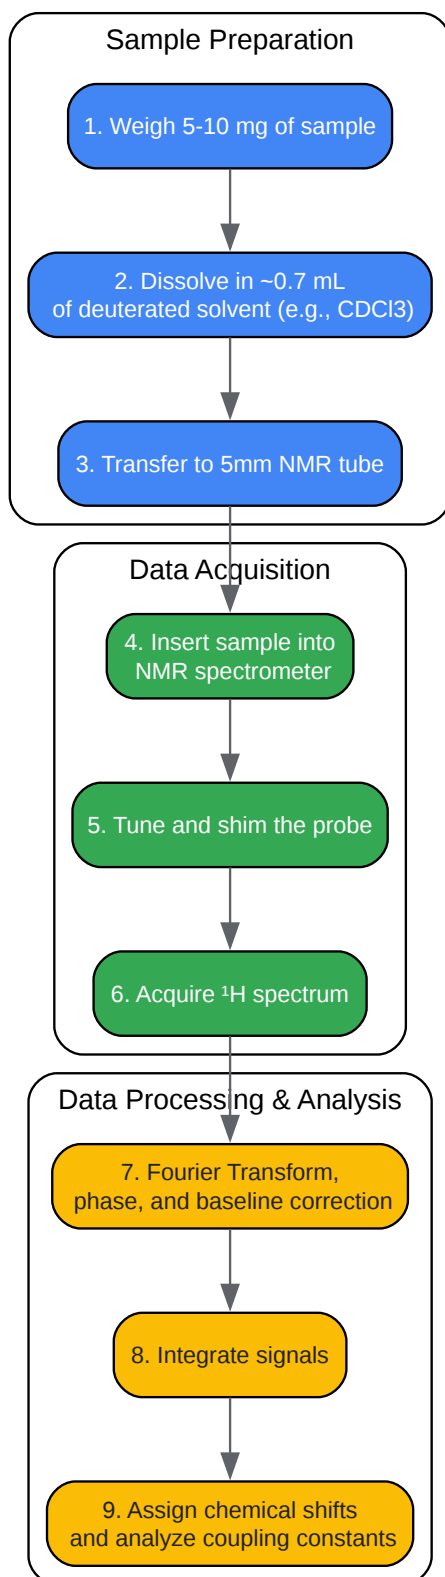 Sample Preparation
1. Weigh 5-10 mg of sample
2. Dissolve in ~0.7 mL
of deuterated solvent (e.g., CDCl3)
3. Transfer to 5mm NMR tube
Data Acquisition
4. Insert sample into
NMR spectrometer
5. Tune and shim the probe
6. Acquire ¹H spectrum
Data Processing & Analysis
7. Fourier Transform,
phase, and baseline correction
8. Integrate signals
9. Assign chemical shifts
and analyze coupling constants